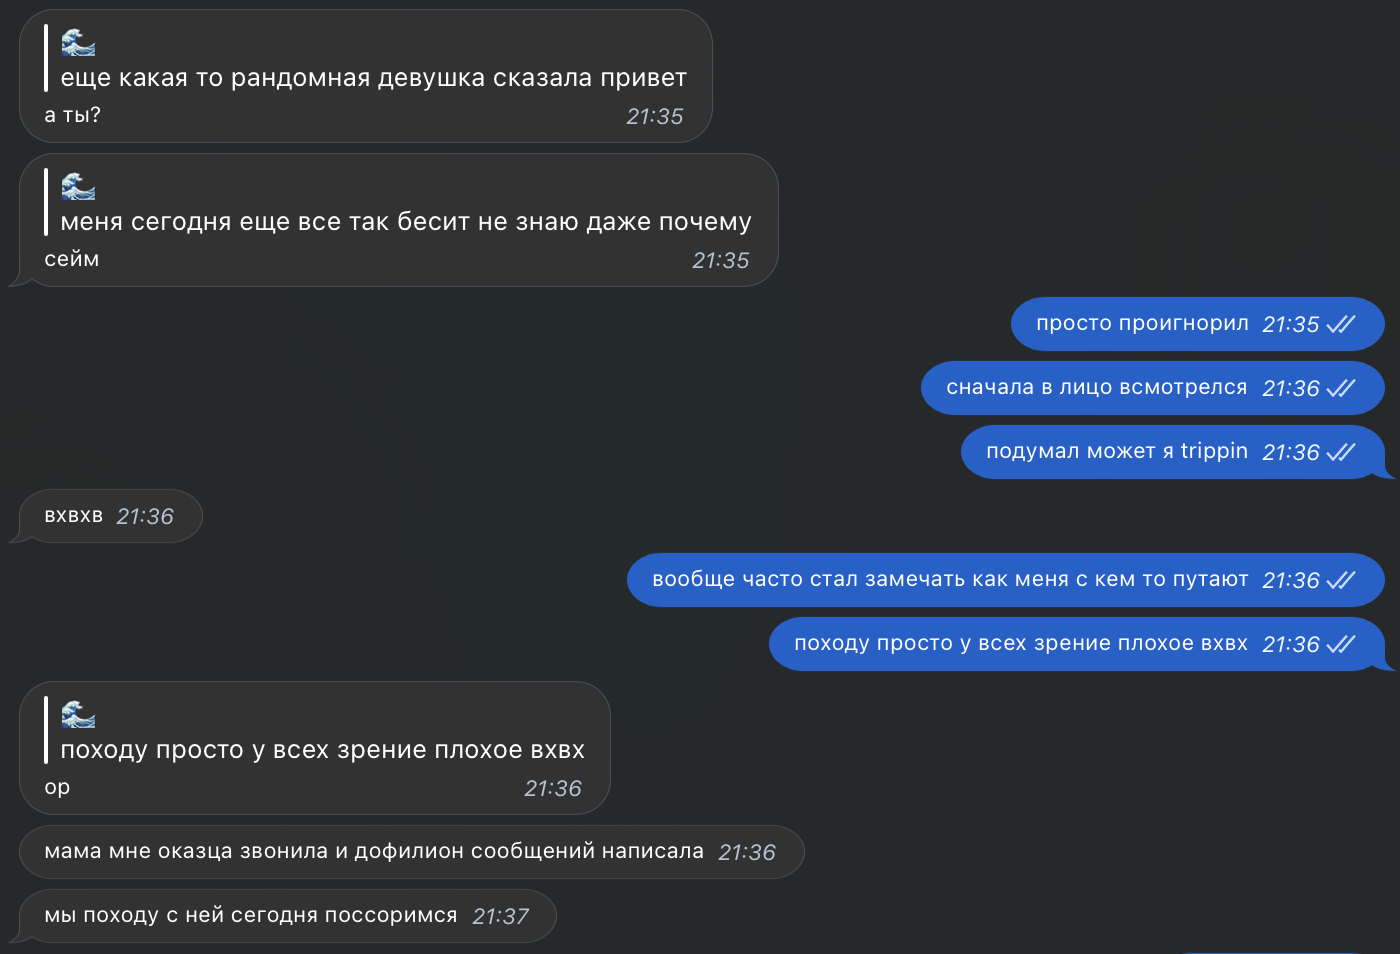 🌊
еще какая то рандомная девушка сказала привет
а ты? 21:35
🌊
меня сегодня еще все так бесит не знаю даже почему
сейм 21:35
просто проигнорил 21:35
сначала в лицо всмотрелся 21:36
подумал может я trippin 21:36
вхвхв 21:36
вообще часто стал замечать как меня с кем то путают 21:36
походу просто у всех зрение плохое вхвх 21:36
🌊
походу просто у всех зрение плохое вхвх
ор 21:36
мама мне оказца звонила и дофилион сообщений написала 21:36
мы походу с ней сегодня поссоримся 21:37